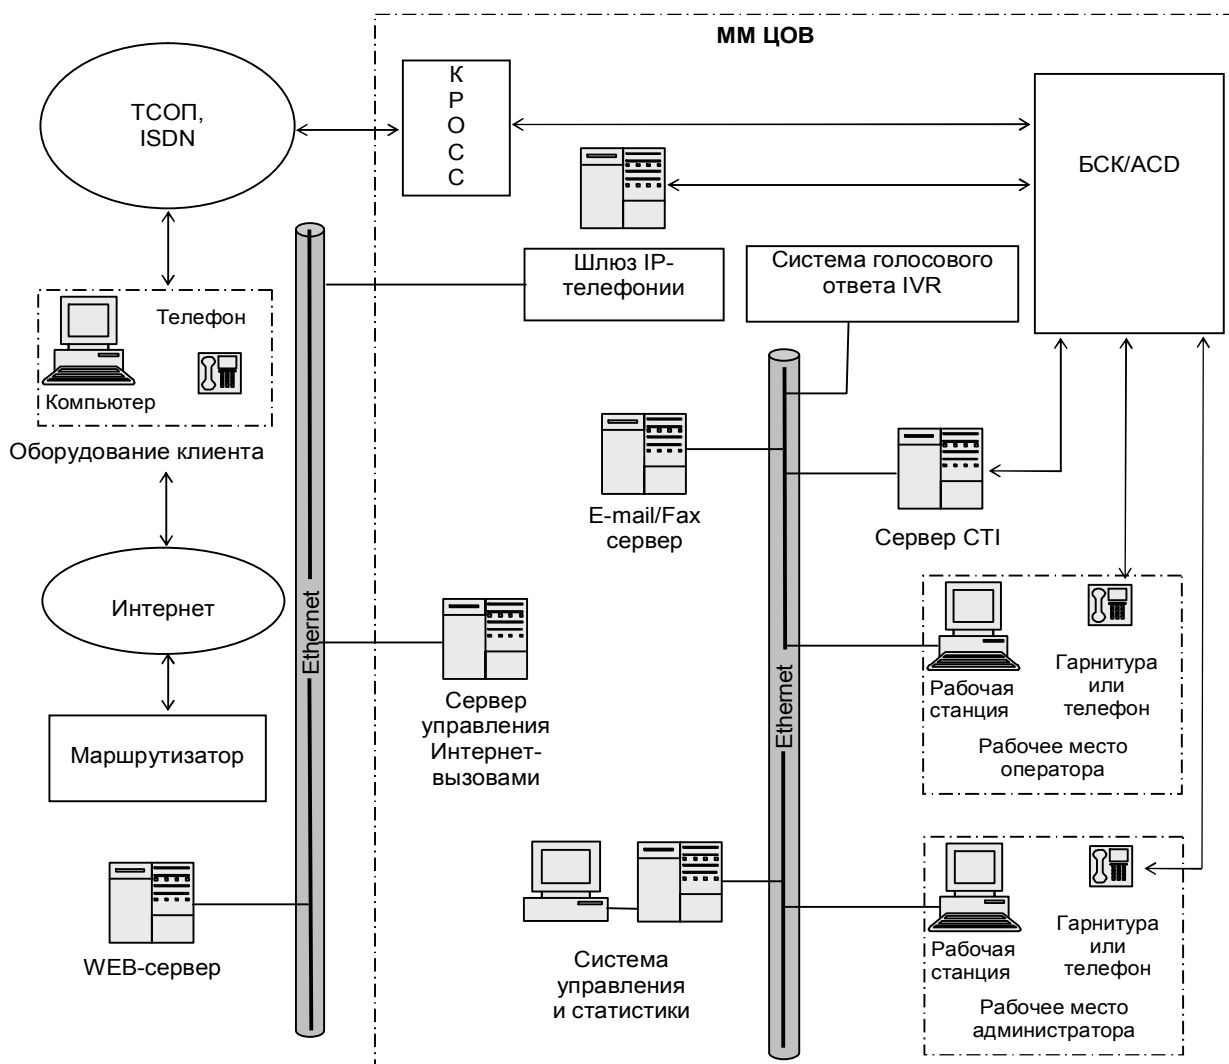 ММ ЦОВ
ТСОП,
ISDN
К
Р
О
С
С
БСК/ACD
Шлюз IP-
телефонии
Система голосового
ответа IVR
Телефон
Компьютер
Оборудование клиента
E-mail/Fax
сервер
Сервер CTI
Интернет
Ethernet
Сервер
управления
Интернет-
вызовами
Ethernet
Рабочая
станция
Гарнитура
или
телефон
Рабочее место
оператора
Маршрутизатор
WEB-сервер
Система
управления
и статистики
Рабочая
станция
Гарнитура
или
телефон
Рабочее место
администратора